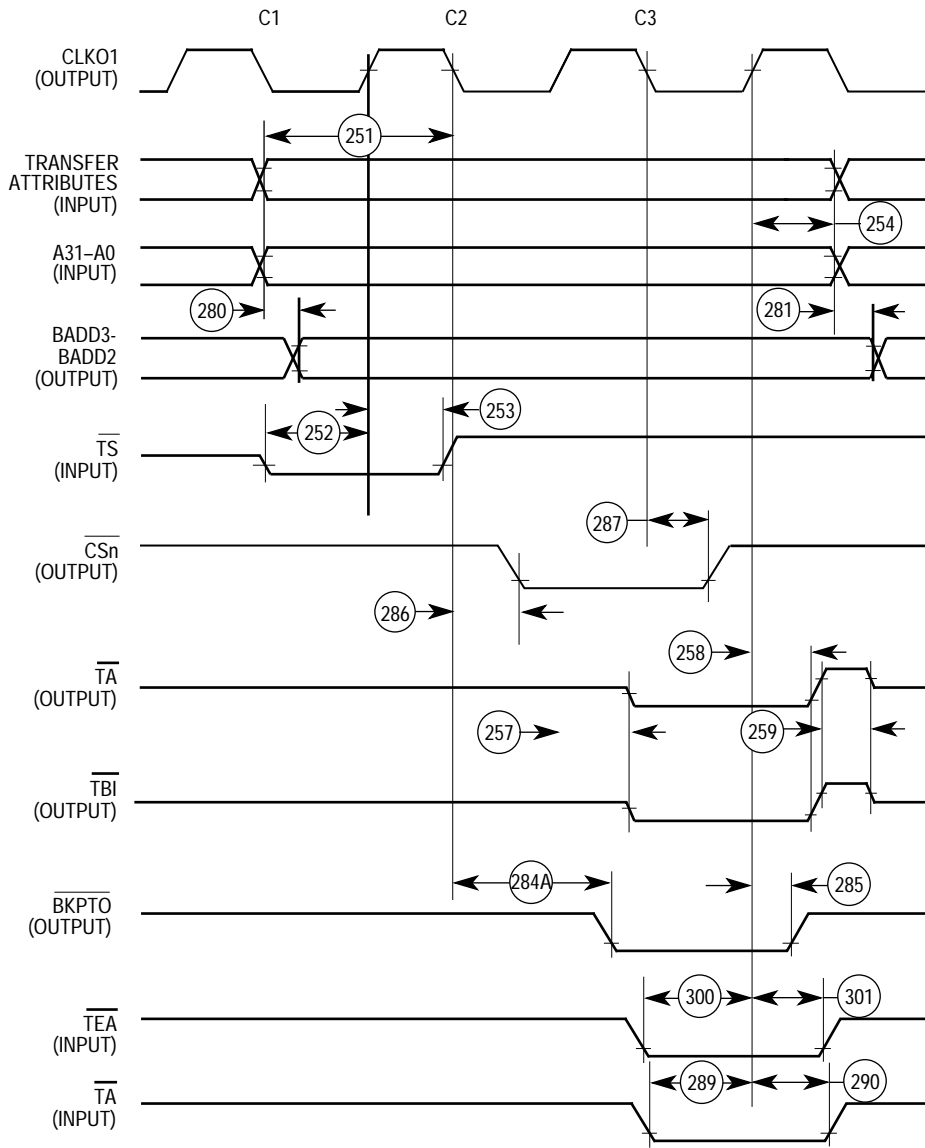 C1 C2 C3
CLKO1
(OUTPUT)
251
TRANSFER
ATTRIBUTES
(INPUT)
254
A31–A0
(INPUT)
280 281
BADD3-
BADD2
(OUTPUT)
253
252
TS
(INPUT)
287
CSn
(OUTPUT)
286
258
TA
(OUTPUT)
257 259
TBI
(OUTPUT)
284A 285
BKPTO
(OUTPUT)
300 301
TEA
(INPUT)
289 290
TA
(INPUT)